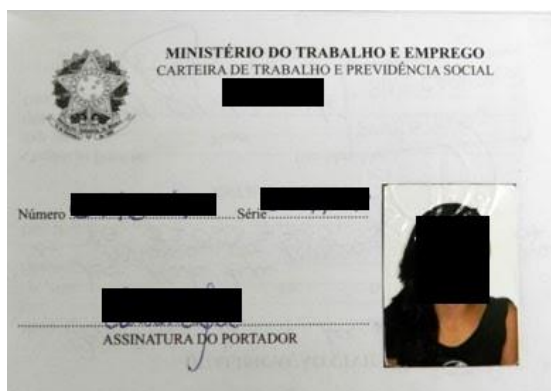 MINISTÉRIO DO TRABALHO E EMPREGO
CARTEIRA DE TRABALHO E PREVIDÊNCIA SOCIAL
Número Série
ASSINATURA DO PORTADOR